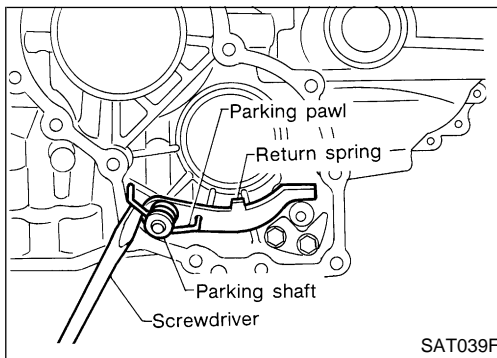 Parking pawl
Return spring
Parking shaft
Screwdriver
SAT039F